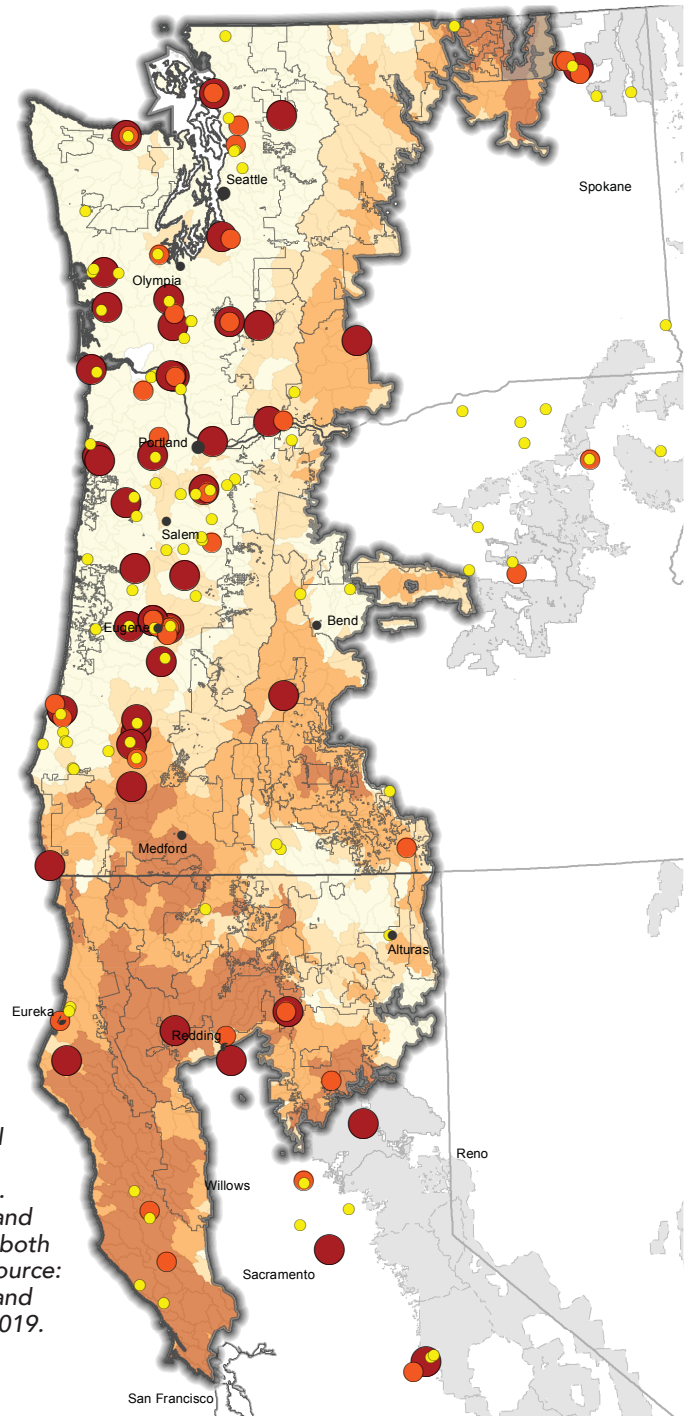 Seattle
Spokane
Olympia
Portland
Salem
Eugene
Bend
Medford
Alturas
Eureka
Redding
Reno
Willows
Sacramento
San Francisco
.
and
both
ource:
and
019.